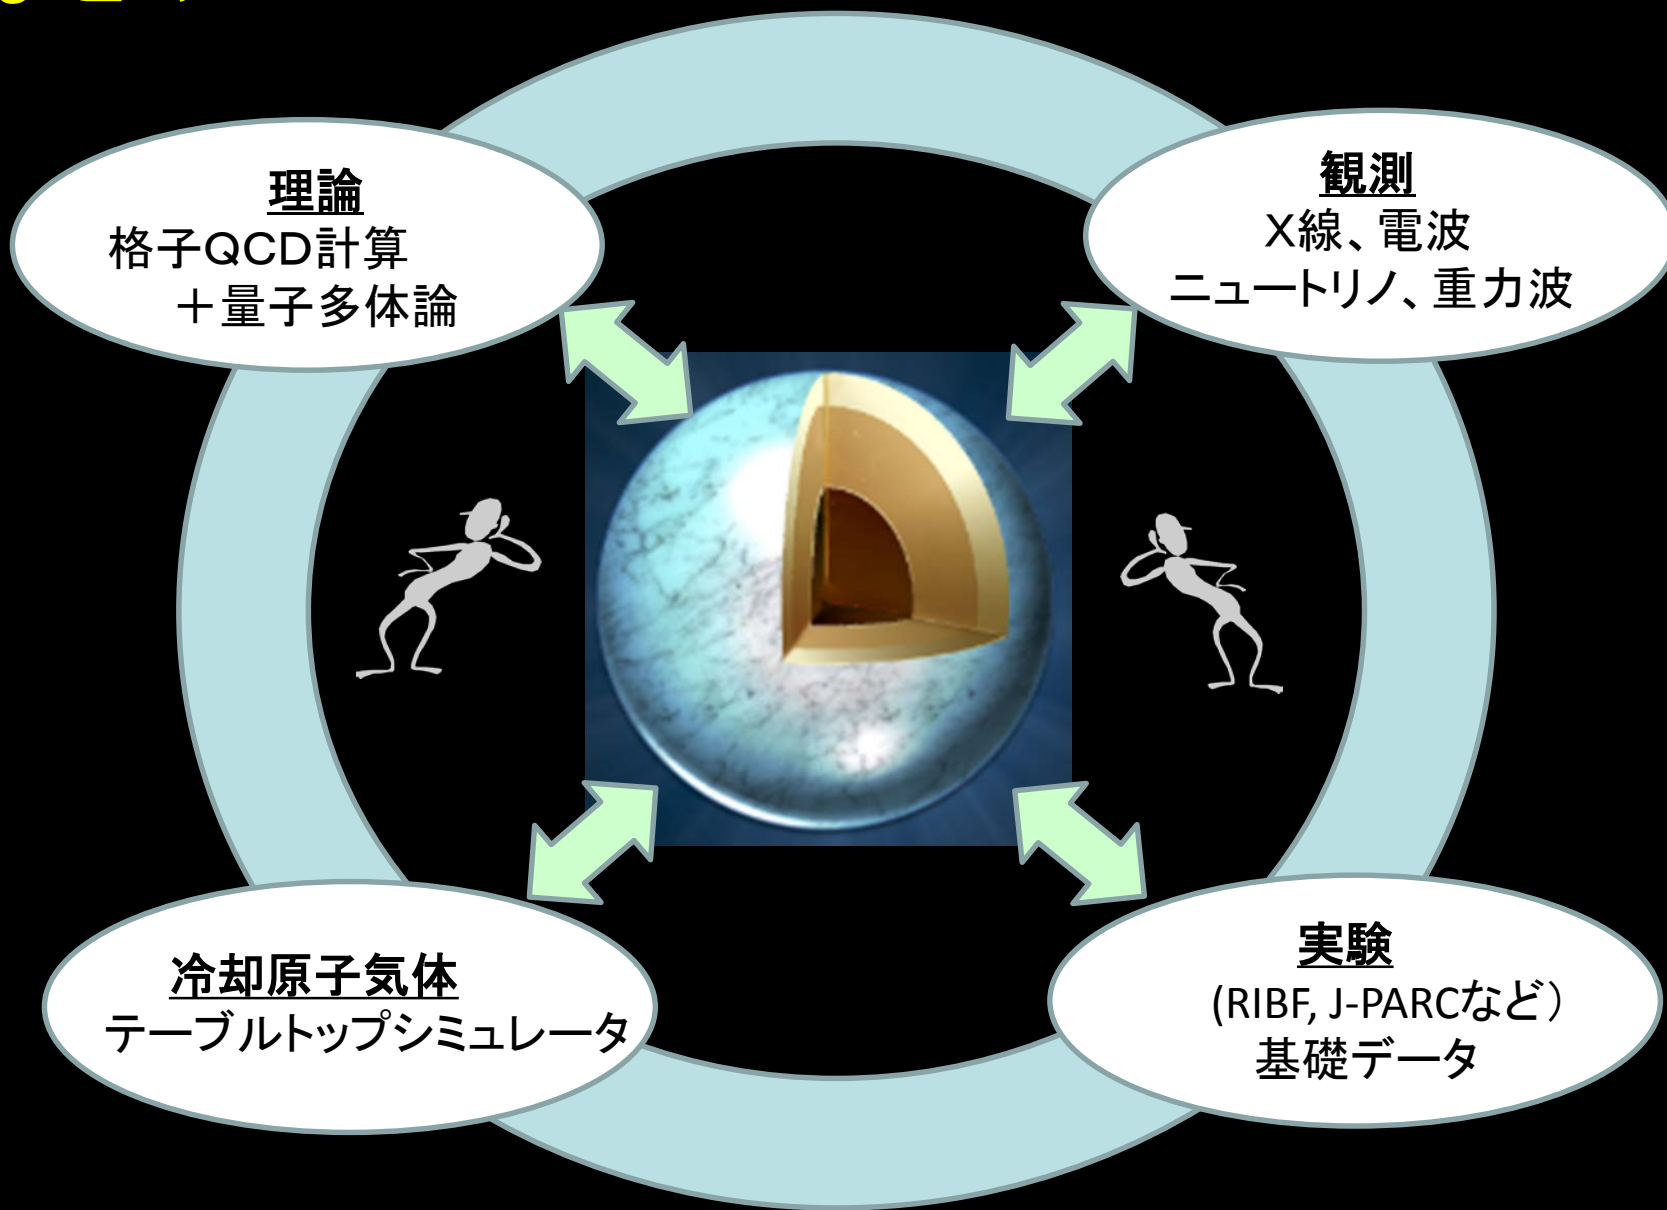 理論
格子QCD計算
＋量子多体論
観測
X線、電波
ニュートリノ、重力波
冷却原子気体
テーブルトップシミュレータ
実験
(RIBF, J-PARCなど）
基礎データ